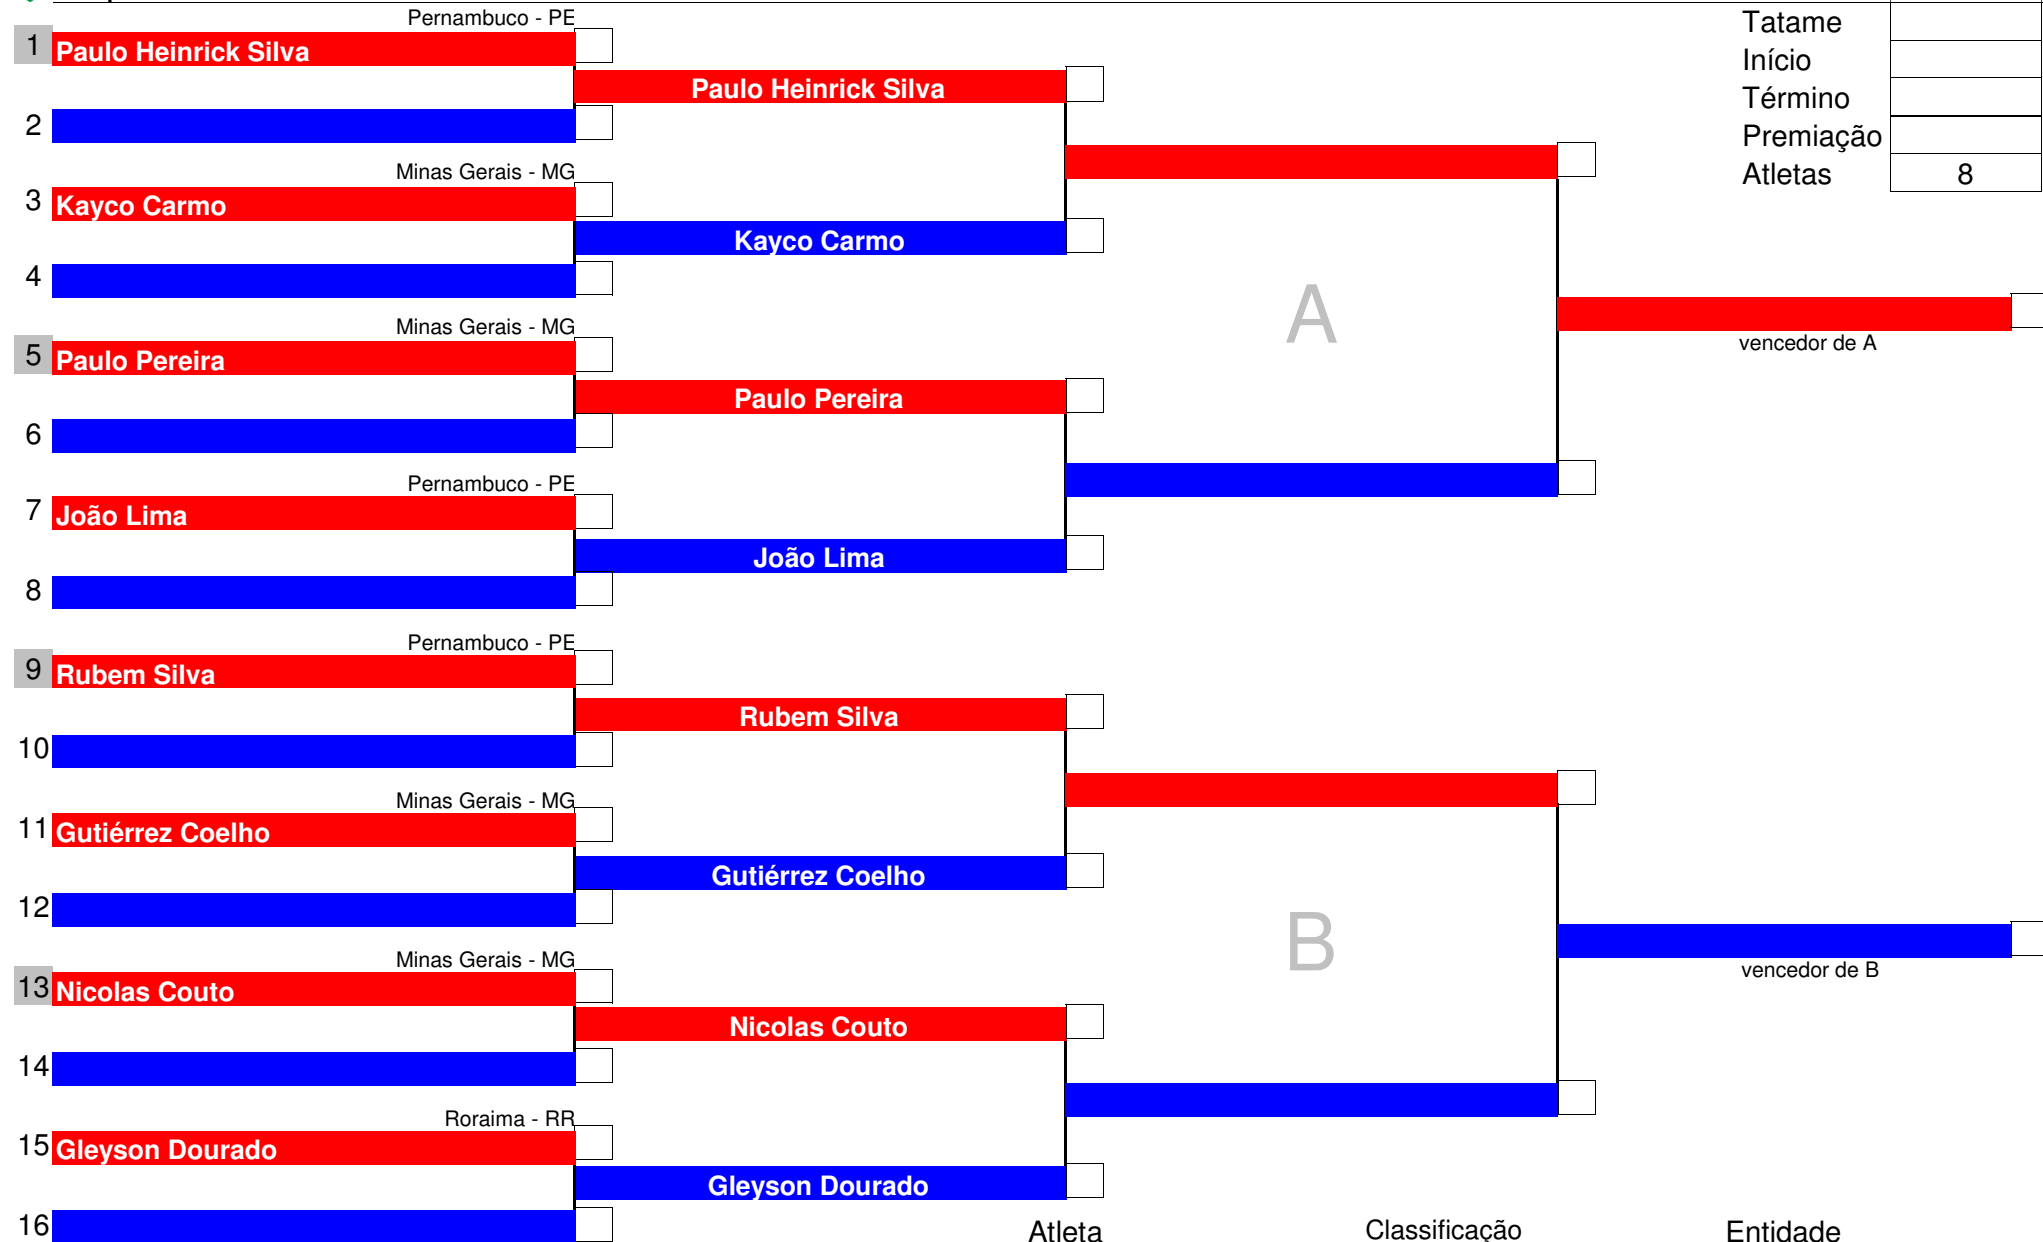 Pernambuco - PE
Tatame
1 Paulo Heinrick Silva
Início
Paulo Heinrick Silva
Término
2
Premiação
Minas Gerais - MG
Atletas 8
3 Kayco Carmo
Kayco Carmo
4
A
Minas Gerais - MG
vencedor de A
5 Paulo Pereira
Paulo Pereira
6
Pernambuco - PE
7 João Lima
João Lima
8
Pernambuco - PE
9 Rubem Silva
Rubem Silva
10
Minas Gerais - MG
11 Gutiérrez Coelho
Gutiérrez Coelho
12
B
Minas Gerais - MG
vencedor de B
13 Nicolas Couto
Nicolas Couto
14
Roraima - RR
15 Gleyson Dourado
Gleyson Dourado
16
Atleta Classificação Entidade